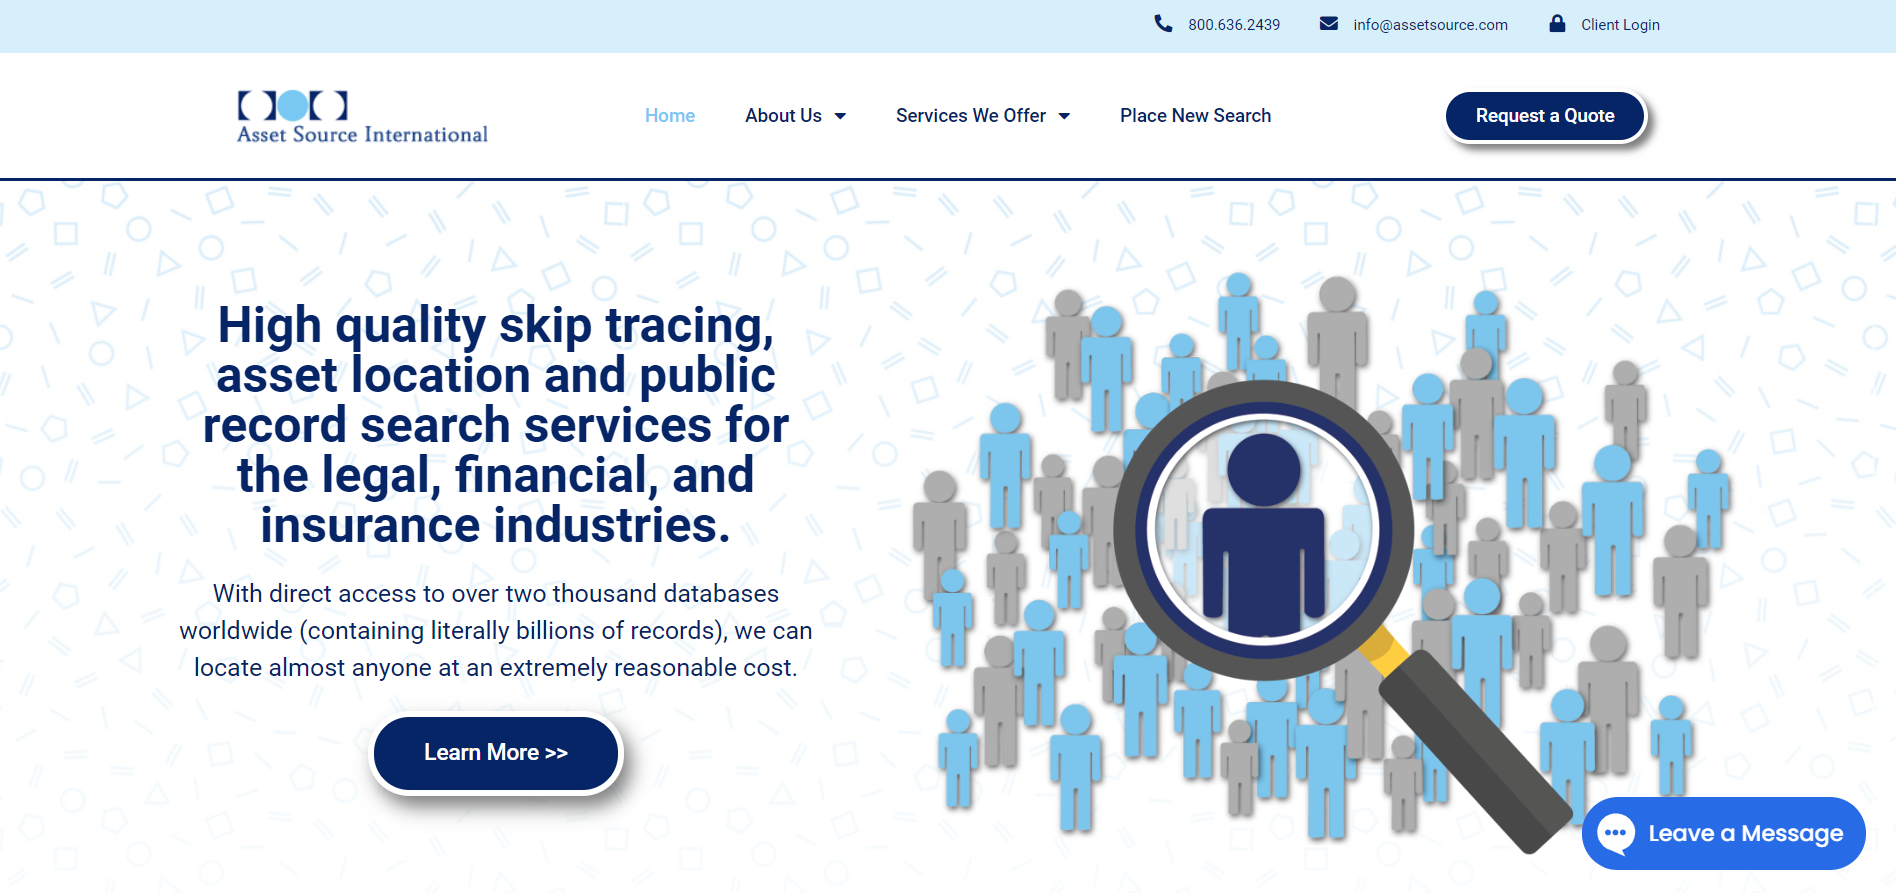 800.636.2439
info@assetsource.com
Client Login
Asset Source International
Home
About Us
Services We Offer
Place New Search
Request a Quote
High quality skip tracing,
asset location and public
record search services for
the legal, financial, and
insurance industries.
With direct access to over two thousand databases
worldwide (containing literally billions of records), we can
locate almost anyone at an extremely reasonable cost.
Learn More >>
Leave a Message